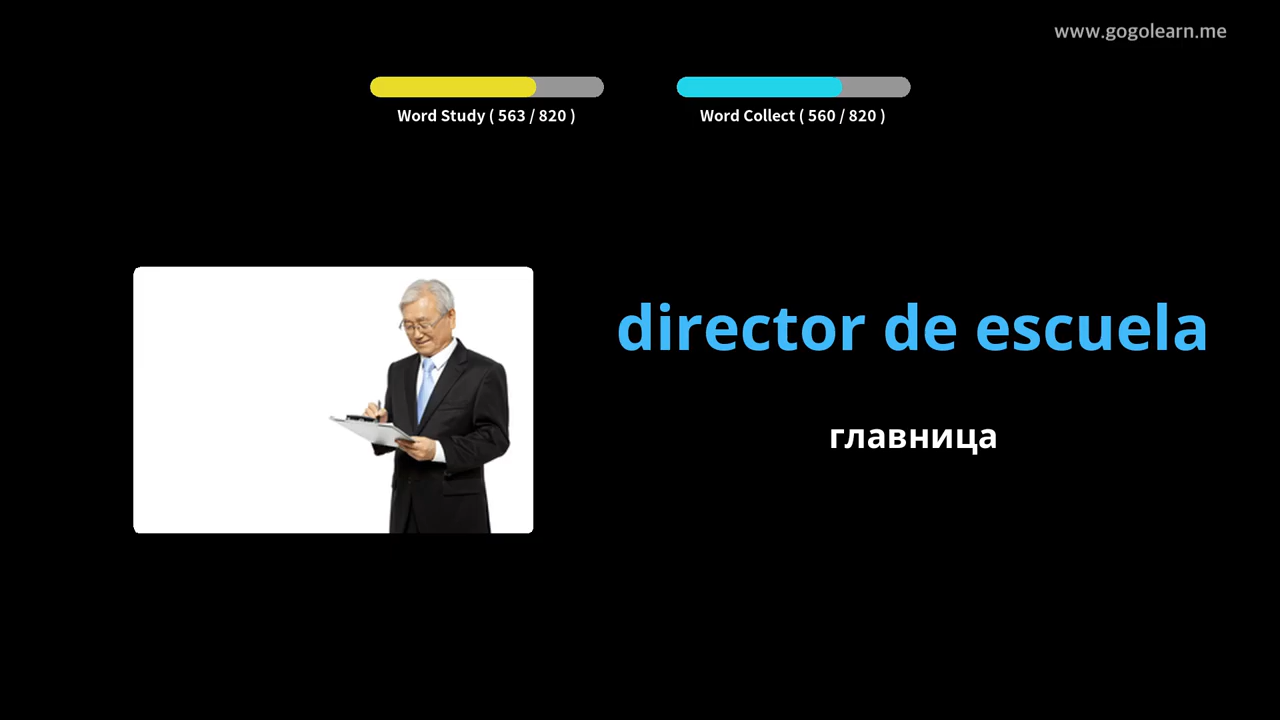 www.gogolearn.me
Word Study ( 563 / 820 )
Word Collect ( 560 / 820 )
director de escuela
главница